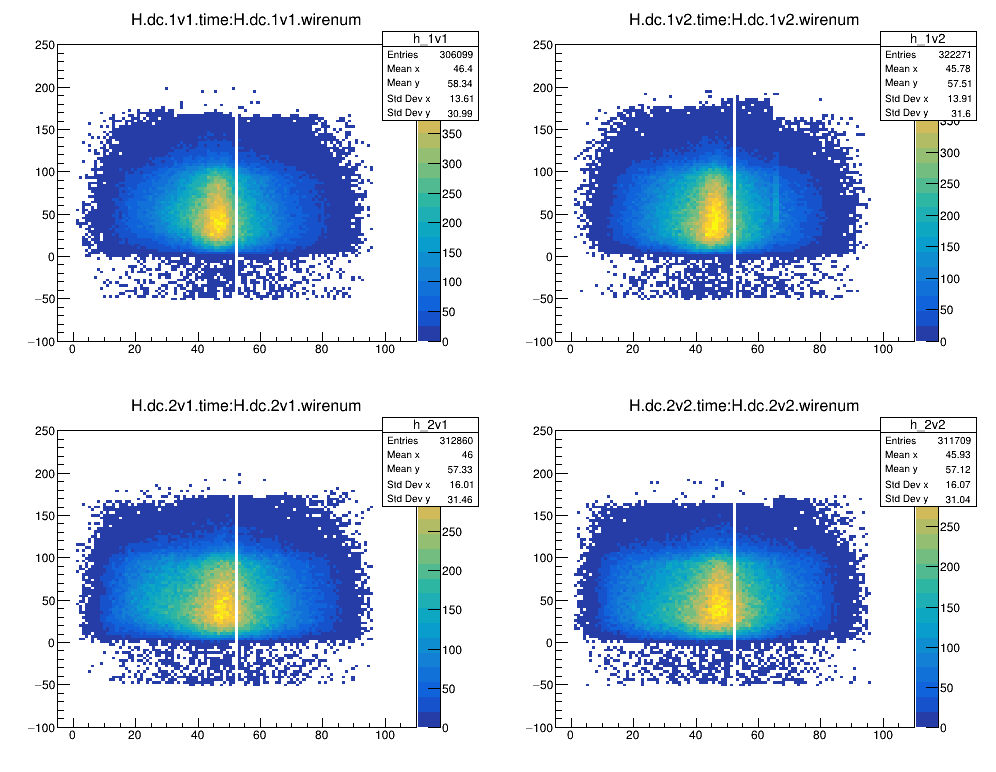 H.dc.1v1.time:H.dc.1v1.wirenum
h_1v1
Entries 306099
Mean x 46.4
Mean y 58.34
Std Dev x 13.61
Std Dev y 30.99
250
200
150
100
50
0
−50
−100
0 20 40 60 80 100
350
300
250
200
150
100
50
0
H.dc.1v2.time:H.dc.1v2.wirenum
h_1v2
Entries 322271
Mean x 45.78
Mean y 57.51
Std Dev x 13.91
Std Dev y 31.6
250
200
150
100
50
0
−50
−100
0 20 40 60 80 100
350
300
250
200
150
100
50
0
H.dc.2v1.time:H.dc.2v1.wirenum
h_2v1
Entries 312860
Mean x 46
Mean y 57.33
Std Dev x 16.01
Std Dev y 31.46
250
200
150
100
50
0
−50
−100
0 20 40 60 80 100
250
200
150
100
50
0
H.dc.2v2.time:H.dc.2v2.wirenum
h_2v2
Entries 311709
Mean x 45.93
Mean y 57.12
Std Dev x 16.07
Std Dev y 31.04
250
200
150
100
50
0
−50
−100
0 20 40 60 80 100
250
200
150
100
50
0